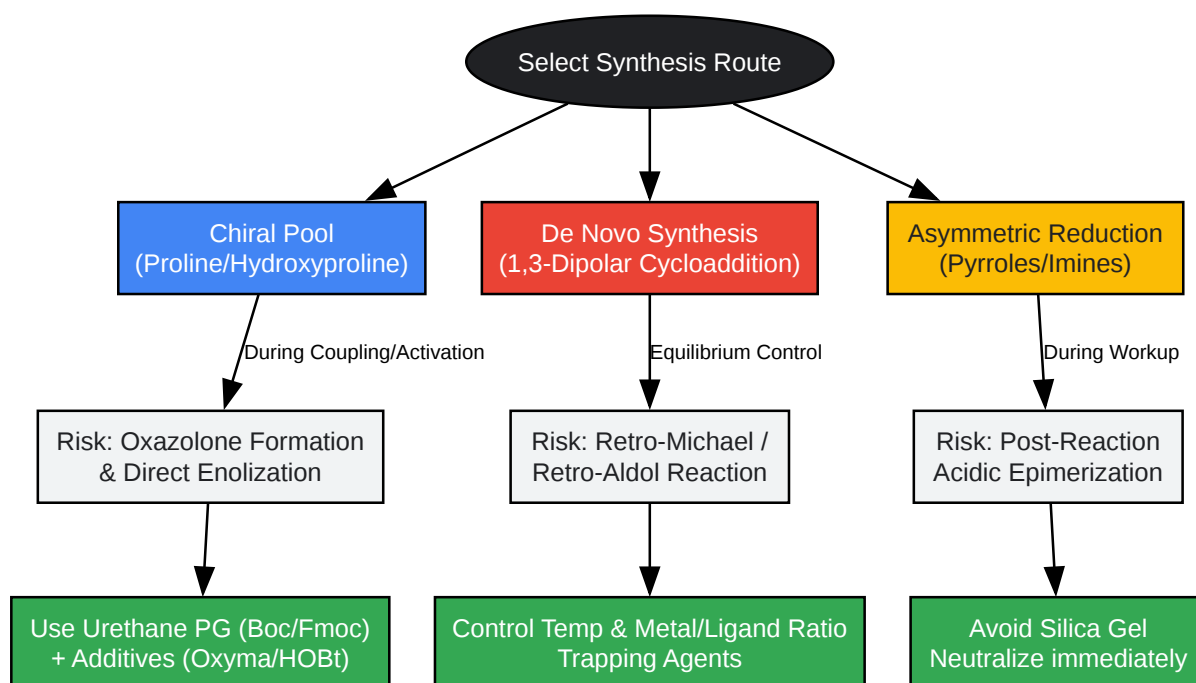 Select Synthesis Route
Chiral Pool
(Proline/Hydroxyproline)
De Novo Synthesis
(1,3-Dipolar Cycloaddition)
Asymmetric Reduction
(Pyrroles/Imines)
During Coupling/Activation
Equilibrium Control
During Workup
Risk: Oxazolone Formation
& Direct Enolization
Risk: Retro-Michael /
Retro-Aldol Reaction
Risk: Post-Reaction
Acidic Epimerization
Use Urethane PG (Boc/Fmoc)
+ Additives (Oxyma/HOBt)
Control Temp & Metal/Ligand Ratio
Trapping Agents
Avoid Silica Gel
Neutralize immediately